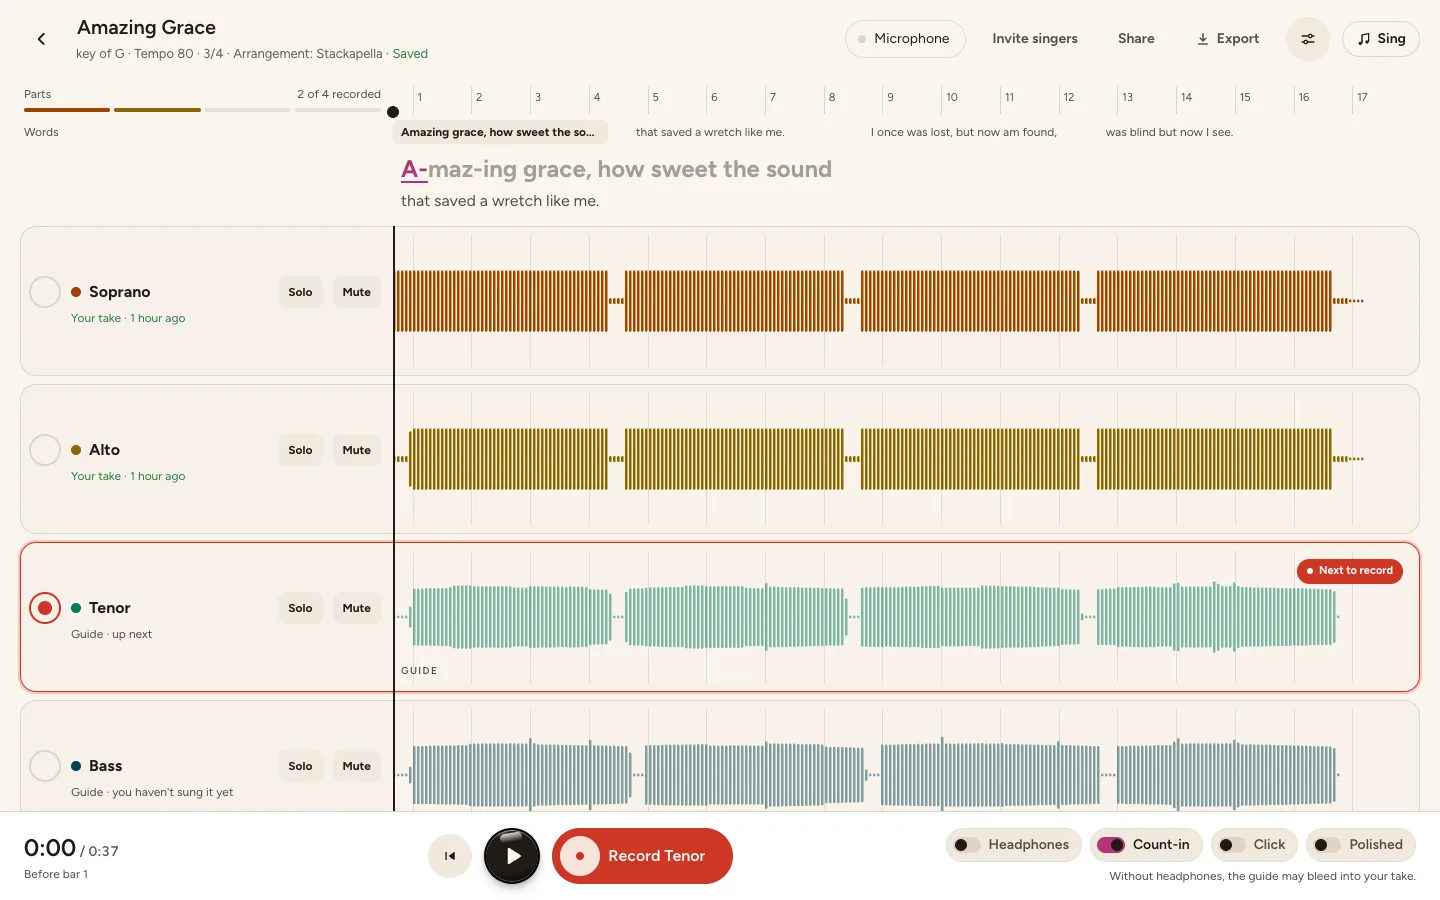 Amazing Grace
key of G · Tempo 80 · 3/4 · Arrangement: Stackapella · Saved
Microphone
Invite singers
Share
Export
Sing
Parts
2 of 4 recorded
1 2 3 4 5 6 7 8 9 10 11 12 13 14 15 16 17
Words
Amazing grace, how sweet the so...
that saved a wretch like me.
I once was lost, but now am found,
was blind but now I see.
A-maz-ing grace, how sweet the sound
that saved a wretch like me.
Soprano
Solo
Mute
Your take · 1 hour ago
Alto
Solo
Mute
Your take · 1 hour ago
Next to record
Tenor
Solo
Mute
Guide · up next
GUIDE
Bass
Solo
Mute
Guide · you haven't sung it yet
0:00 / 0:37
Before bar 1
Record Tenor
Headphones
Count-in
Click
Polished
Without headphones, the guide may bleed into your take.